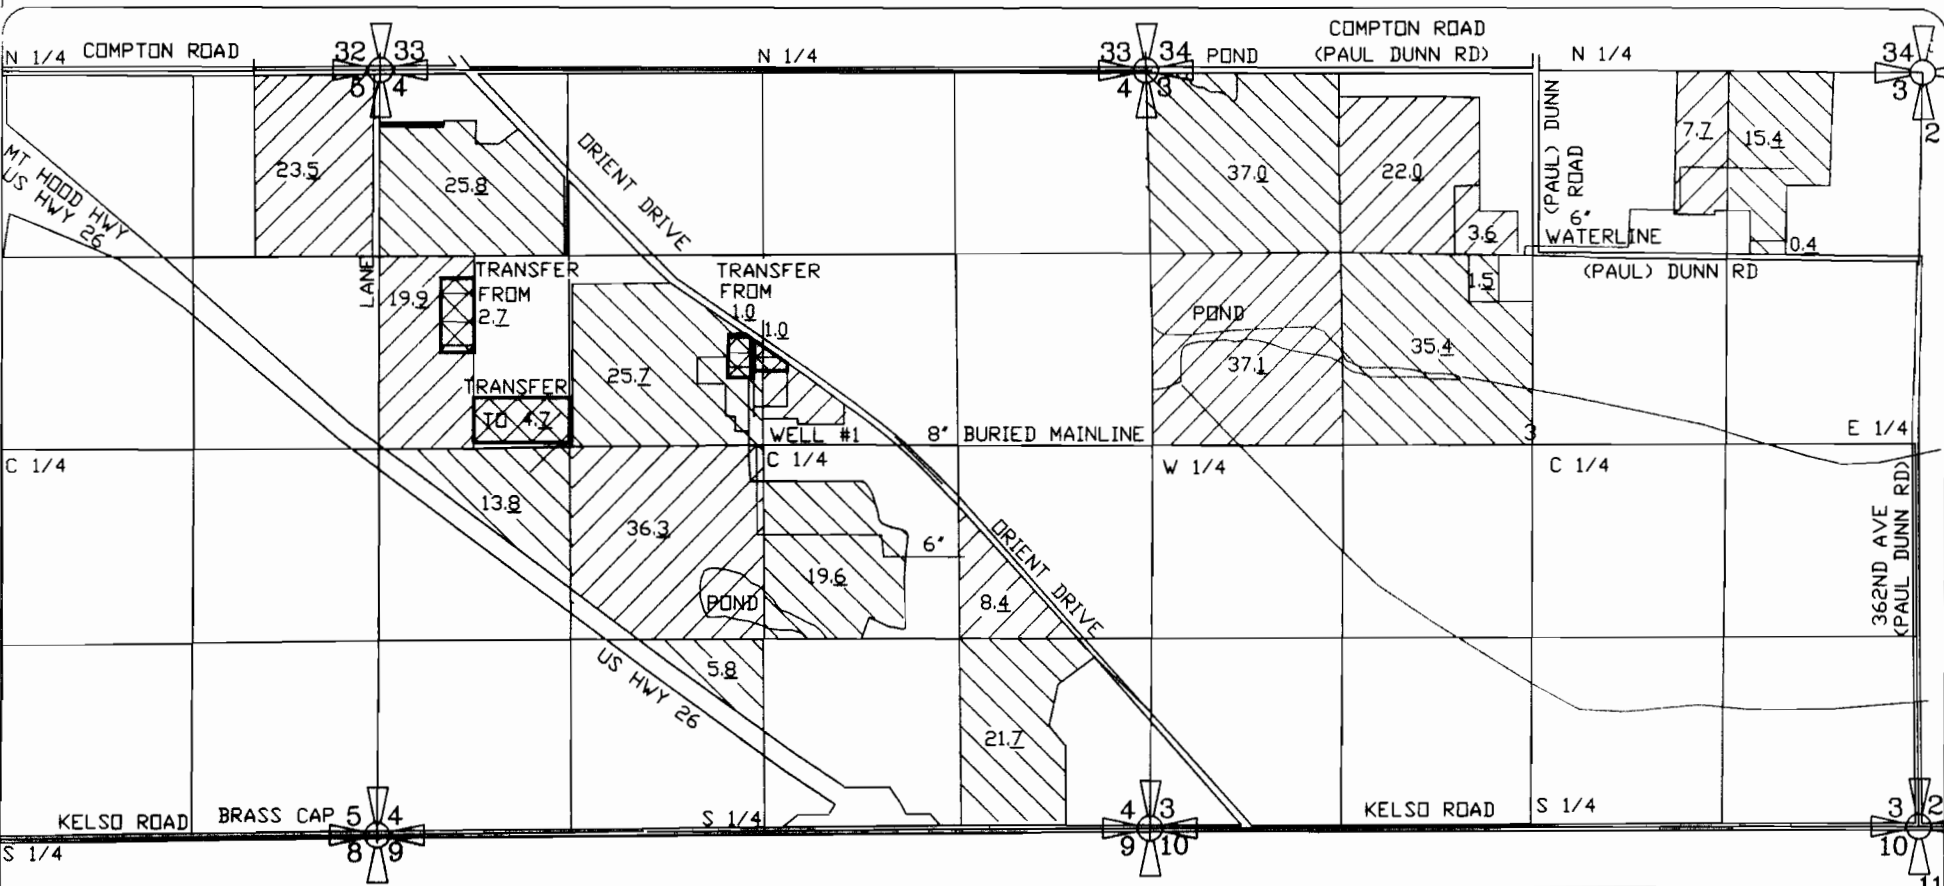 COMPTON ROAD
(PAUL DUNN RD)
N 1/4
COMPTON ROAD
32 33
5 4
N 1/4
33 34
4 3
POND
N 1/4
34
3
2
MT HOOD HWY
US HWY 26
HWY 26
23.5
25.8
ORIENT DRIVE
37.0
22.0
3.6
(PAUL) DUNN
ROAD
7.7
15.4
6"
WATERLINE
0.4
(PAUL) DUNN RD
LANE
19.9
TRANSFER
FROM
2.7
TRANSFER
FROM
1.0
1.0
1.5
POND
35.4
37.1
25.7
TRANSFER
TO 4.7
WELL #1
8" BURIED MAINLINE
3
E 1/4
C 1/4
C 1/4
W 1/4
C 1/4
13.8
36.3
6"
19.6
POND
ORIENT DRIVE
8.4
362ND AVE
(PAUL DUNN RD)
US HWY 26
5.8
21.7
KELSO ROAD
BRASS CAP
5 4
8 9
S 1/4
S 1/4
4 3
9 10
KELSO ROAD
S 1/4
3 2
10
11